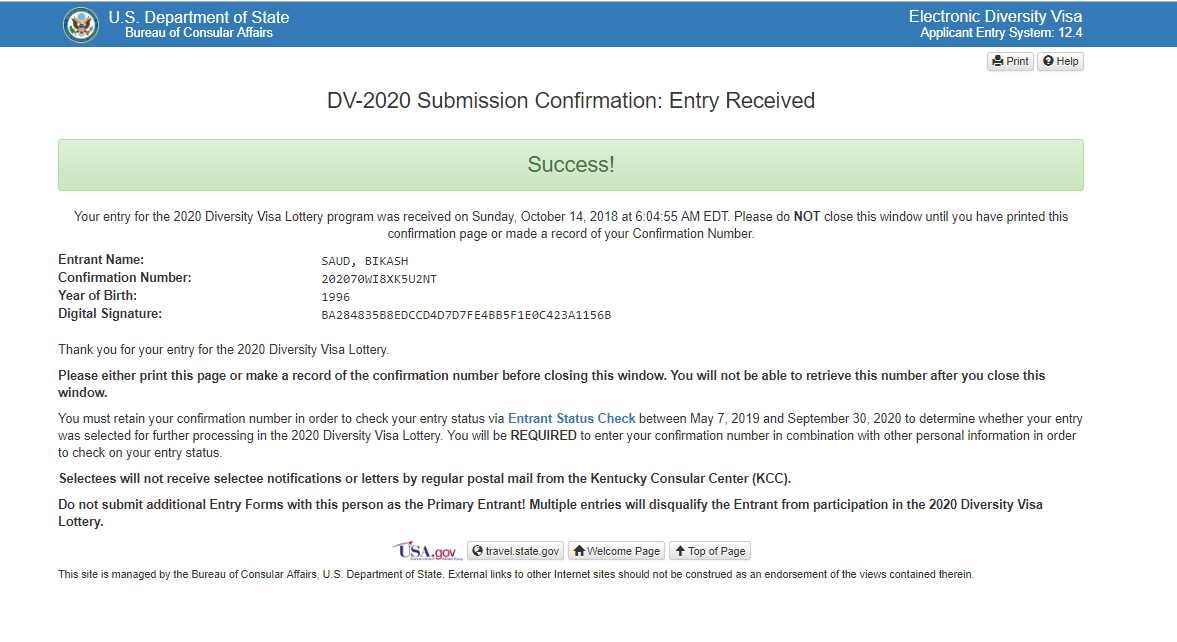 U.S. Department of State
Bureau of Consular Affairs
Electronic Diversity Visa
Applicant Entry System: 12.4
Print
Help
DV-2020 Submission Confirmation: Entry Received
Success!
Your entry for the 2020 Diversity Visa Lottery program was received on Sunday, October 14, 2018 at 6:04:55 AM EDT. Please do NOT close this window until you have printed this
confirmation page or made a record of your Confirmation Number.
Entrant Name: SAUD, BIKASH
Confirmation Number: 202070WI8XK5U2NT
Year of Birth: 1996
Digital Signature: BA284835B8EDCCD4D7D7FE4BB5F1E0C423A1156B
Thank you for your entry for the 2020 Diversity Visa Lottery.
Please either print this page or make a record of the confirmation number before closing this window. You will not be able to retrieve this number after you close this
window.
You must retain your confirmation number in order to check your entry status via Entrant Status Check between May 7, 2019 and September 30, 2020 to determine whether your entry
was selected for further processing in the 2020 Diversity Visa Lottery. You will be REQUIRED to enter your confirmation number in combination with other personal information in order
to check on your entry status.
Selectees will not receive selectee notifications or letters by regular postal mail from the Kentucky Consular Center (KCC).
Do not submit additional Entry Forms with this person as the Primary Entrant! Multiple entries will disqualify the Entrant from participation in the 2020 Diversity Visa
Lottery.
USA.gov
travel.state.gov
Welcome Page
Top of Page
This site is managed by the Bureau of Consular Affairs, U.S. Department of State. External links to other Internet sites should not be construed as an endorsement of the views contained therein.